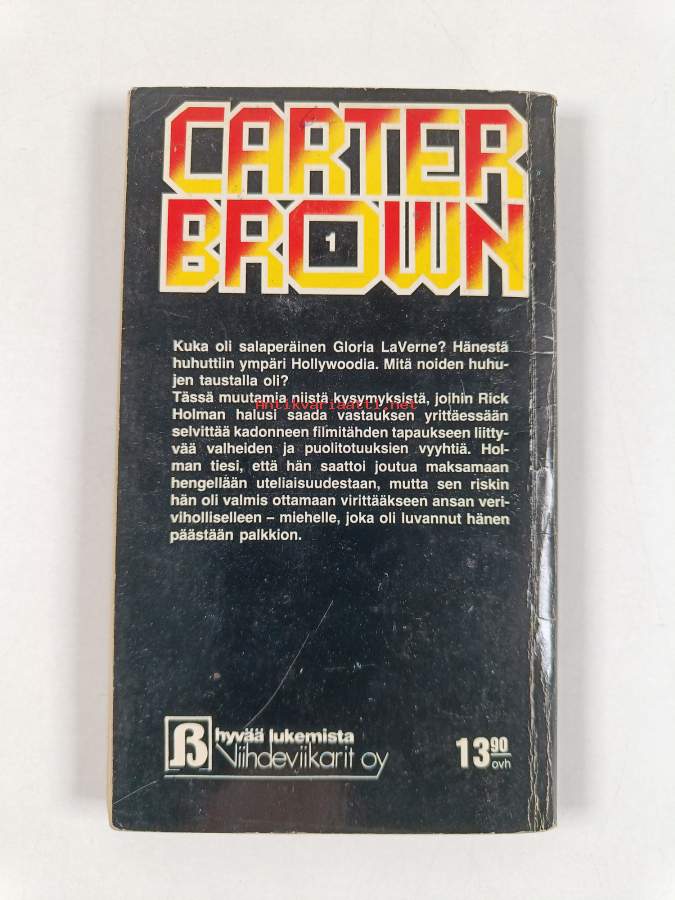 CARTER
BROWN
1
Kuka oli salaperäinen Gloria LaVerne? Hänestä
huhuttiin ympäri Hollywoodia. Mitä noiden huhu-
jen taustalla oli?
Tässä muutamia niistä kysymyksistä, joihin Rick
Antikvariaatti.net
Holman halusi saada vastauksen yrittäessään
selvittää kadonneen filmitähden tapaukseen liitty-
vää valheiden ja puolitotuuksien vyyhtiä. Hol-
man tiesi, että hän saattoi joutua maksamaan
hengellään uteliaisuudestaan, mutta sen riskin
hän oli valmis ottamaan virittääkseen ansan veri-
viholliselleen – miehelle, joka oli luvannut hänen
päästään palkkion.
hyvää lukemista
Viihdeviikarit oy
13 90
ovh